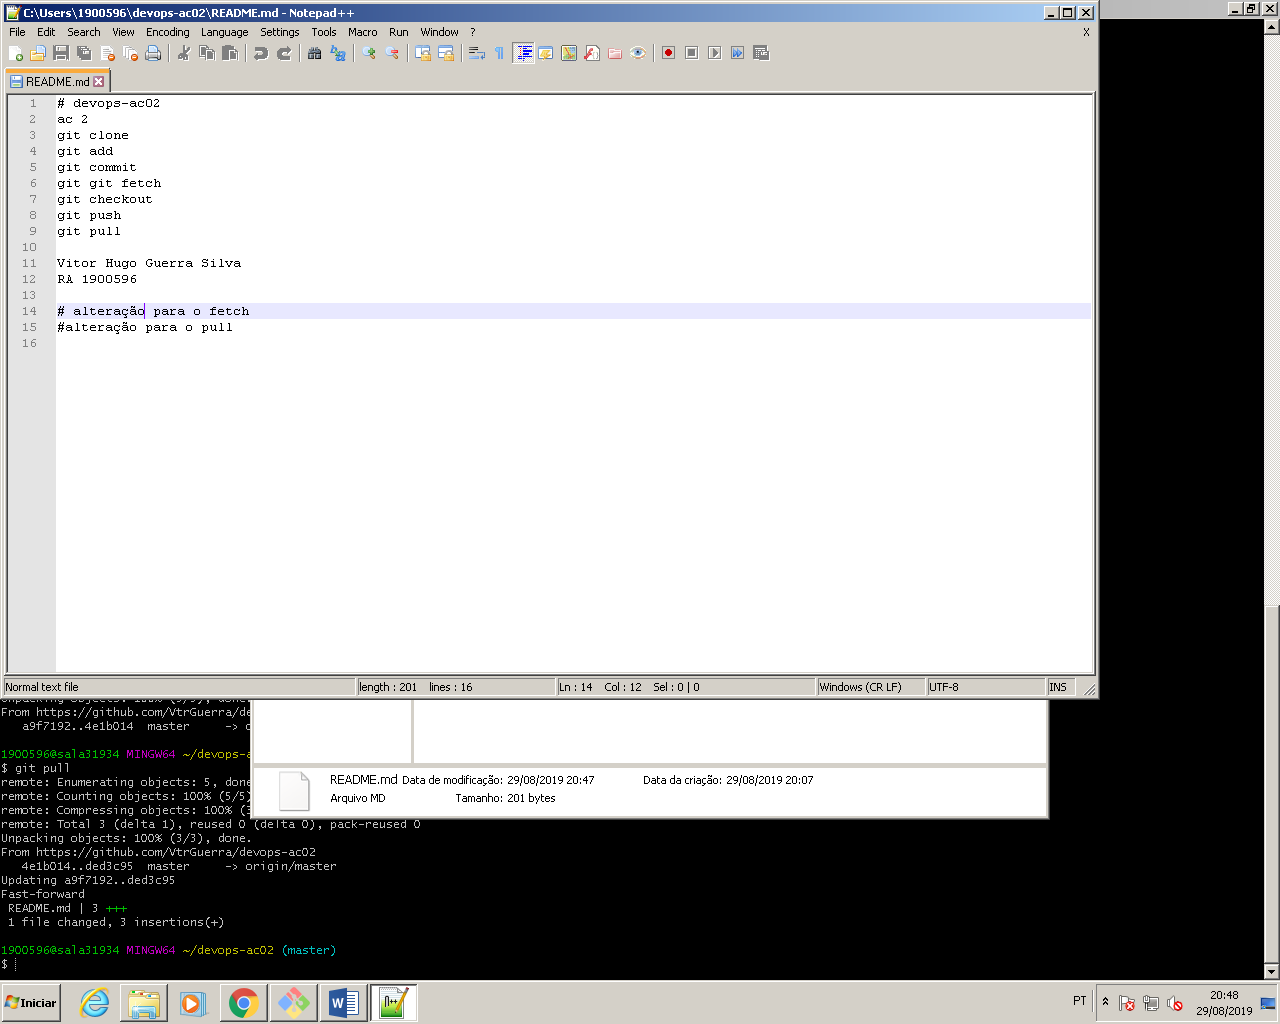 C:\Users\1900596\devops-ac02\README.md - Notepad++
File Edit Search View Encoding Language Settings Tools Macro Run Window ? X
README.md
1 # devops-ac02
2 ac 2
3 git clone
4 git add
5 git commit
6 git git fetch
7 git checkout
8 git push
9 git pull
10
11 Vitor Hugo Guerra Silva
12 RA 1900596
13
14 # alteração para o fetch
15 #alteração para o pull
16
Normal text file length : 201 lines : 16 Ln : 14 Col : 12 Sel : 0 | 0 Windows (CR LF) UTF-8 INS
From https://github.com/VtrGuerra/de
a9f7192..4e1b014 master -> o
1900596@sala31934 MINGW64 ~/devops-a
$ git pull
remote: Enumerating objects: 5, done
remote: Counting objects: 100% (5/5)
remote: Compressing objects: 100% (3
remote: Total 3 (delta 1), reused 0 (delta 0), pack-reused 0
Unpacking objects: 100% (3/3), done.
From https://github.com/VtrGuerra/devops-ac02
4e1b014..ded3c95 master -> origin/master
Updating a9f7192..ded3c95
Fast-forward
README.md | 3 +++
1 file changed, 3 insertions(+)
1900596@sala31934 MINGW64 ~/devops-ac02 (master)
$
README.md Data de modificação: 29/08/2019 20:47 Data da criação: 29/08/2019 20:07
Arquivo MD Tamanho: 201 bytes
Iniciar
PT
20:48
29/08/2019